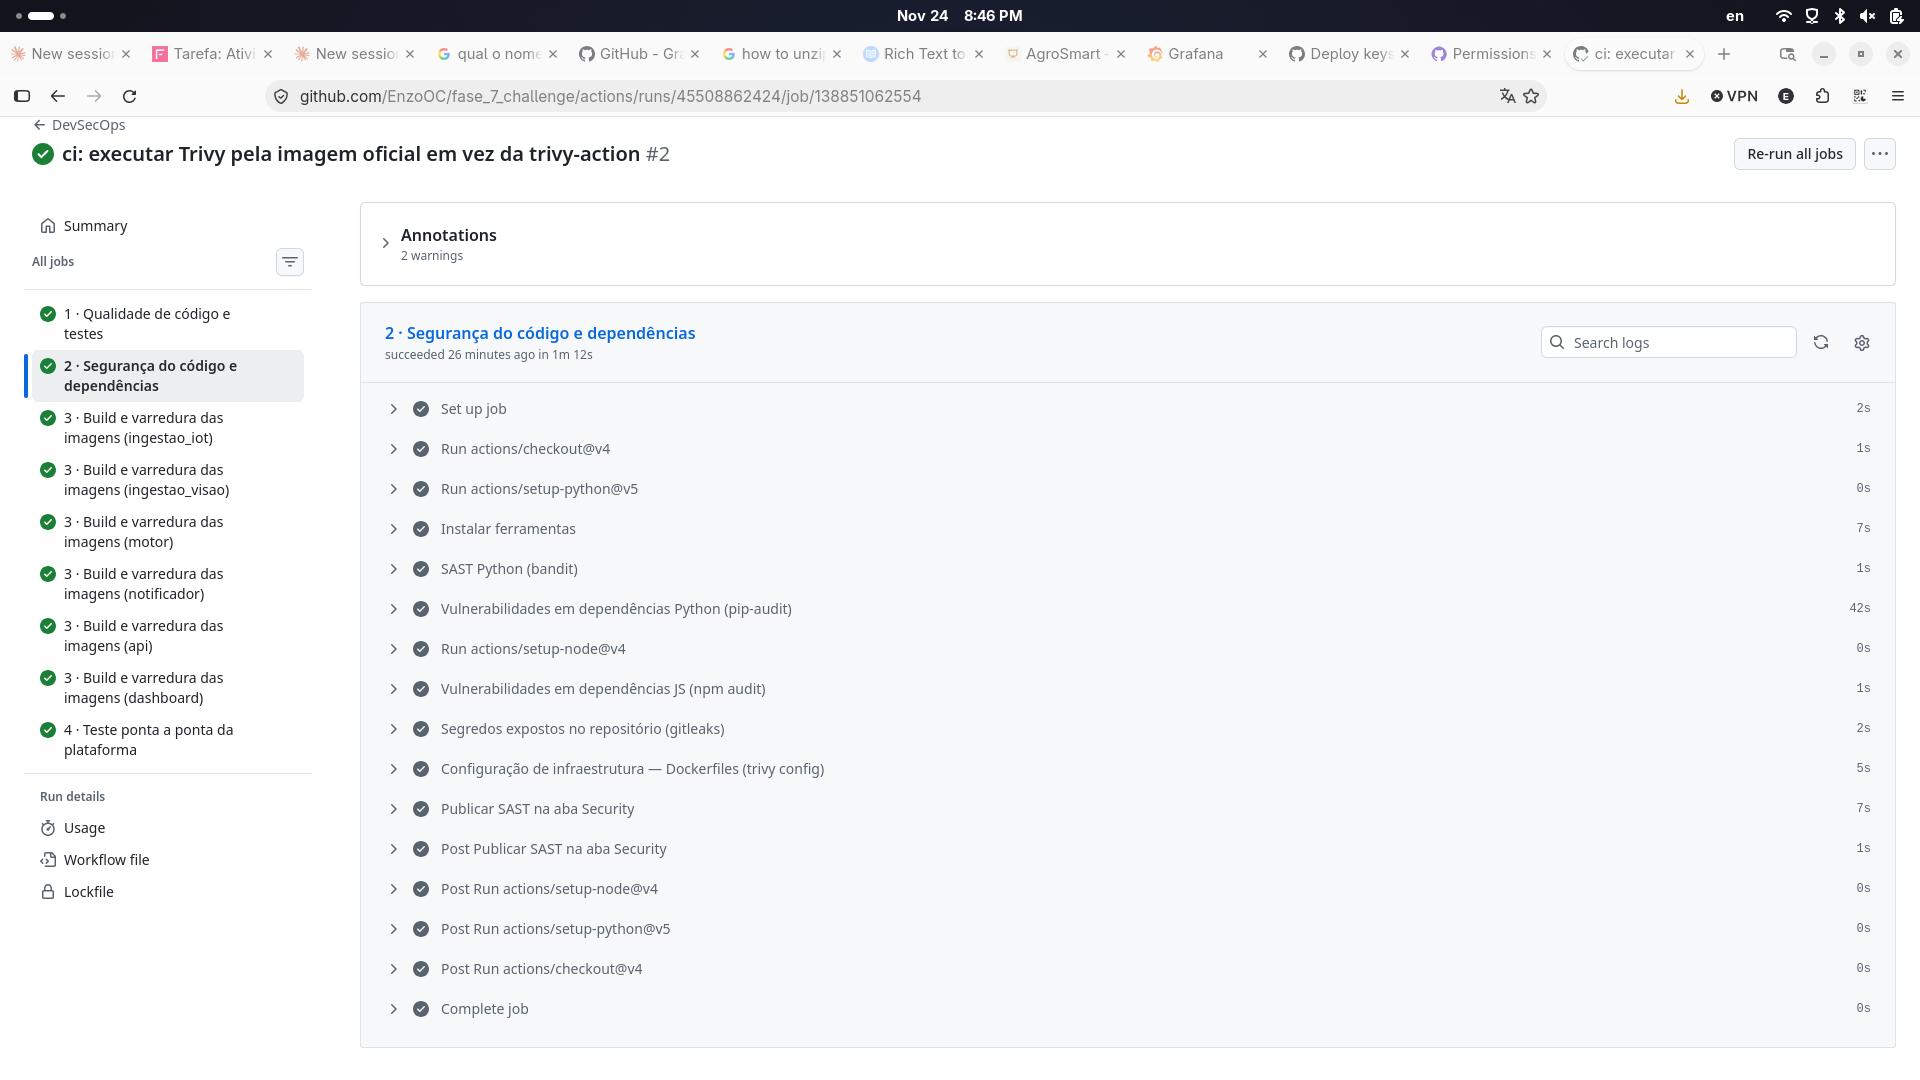 Nov 24 8:46 PM
en
New sessio
Tarefa: Ativi
New sessio
qual o nome
GitHub - Gra
how to unzip
Rich Text to
AgroSmart -
Grafana
Deploy keys
Permissions
ci: executar
github.com/EnzoOC/fase_7_challenge/actions/runs/45508862424/job/138851062554
VPN
E
DevSecOps
ci: executar Trivy pela imagem oficial em vez da trivy-action #2
Re-run all jobs
Summary
All jobs
1 · Qualidade de código e
testes
2 · Segurança do código e
dependências
3 · Build e varredura das
imagens (ingestao_iot)
3 · Build e varredura das
imagens (ingestao_visao)
3 · Build e varredura das
imagens (motor)
3 · Build e varredura das
imagens (notificador)
3 · Build e varredura das
imagens (api)
3 · Build e varredura das
imagens (dashboard)
4 · Teste ponta a ponta da
plataforma
Run details
Usage
Workflow file
Lockfile
Annotations
2 warnings
2 · Segurança do código e dependências
succeeded 26 minutes ago in 1m 12s
Search logs
Set up job 2s
Run actions/checkout@v4 1s
Run actions/setup-python@v5 0s
Instalar ferramentas 7s
SAST Python (bandit) 1s
Vulnerabilidades em dependências Python (pip-audit) 42s
Run actions/setup-node@v4 0s
Vulnerabilidades em dependências JS (npm audit) 1s
Segredos expostos no repositório (gitleaks) 2s
Configuração de infraestrutura — Dockerfiles (trivy config) 5s
Publicar SAST na aba Security 7s
Post Publicar SAST na aba Security 1s
Post Run actions/setup-node@v4 0s
Post Run actions/setup-python@v5 0s
Post Run actions/checkout@v4 0s
Complete job 0s